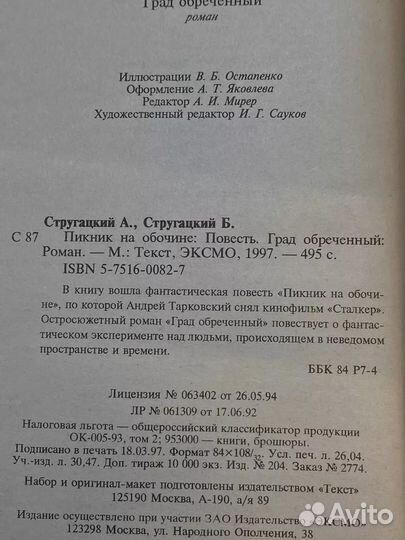 Град обреченный
роман
Иллюстрации В. Б. Остапенко
Оформление А. Т. Яковлева
Редактор А. И. Мирер
Художественный редактор И. Г. Сауков
Стругацкий А., Стругацкий Б.
С 87 Пикник на обочине: Повесть. Град обреченный:
Роман. — М.: Текст, ЭКСМО, 1997. — 495 с.
ISBN 5-7516-0082-7
В книгу вошла фантастическая повесть «Пикник на обочи-
не», по которой Андрей Тарковский снял кинофильм «Сталкер».
Остросюжетный роман «Град обреченный» повествует о фантас-
тическом эксперименте над людьми, происходящем в неведомом
пространстве и времени.
ББК 84 Р7-4
Лицензия № 063402 от 26.05.94
ЛР № 061309 от 17.06.92
Налоговая льгота — общероссийский классификатор продукции
ОК-005-93, том 2; 953000 — книги, брошюры.
Подписано в печать 18.03.97. Формат 84×108/32. Усл. печ. л. 26,04.
Уч.-изд. л. 30,47. Доп. тираж 10 000 экз. Изд. № 204. Заказ № 2774.
Набор и оригинал-макет подготовлены издательством «Текст»
125190 Москва, А-190, а/я 89
Издание осуществлено при участии ЗАО Издательство «ЭКСМО».
123298 Москва, ул. Народного Ополчения, 38
Avito